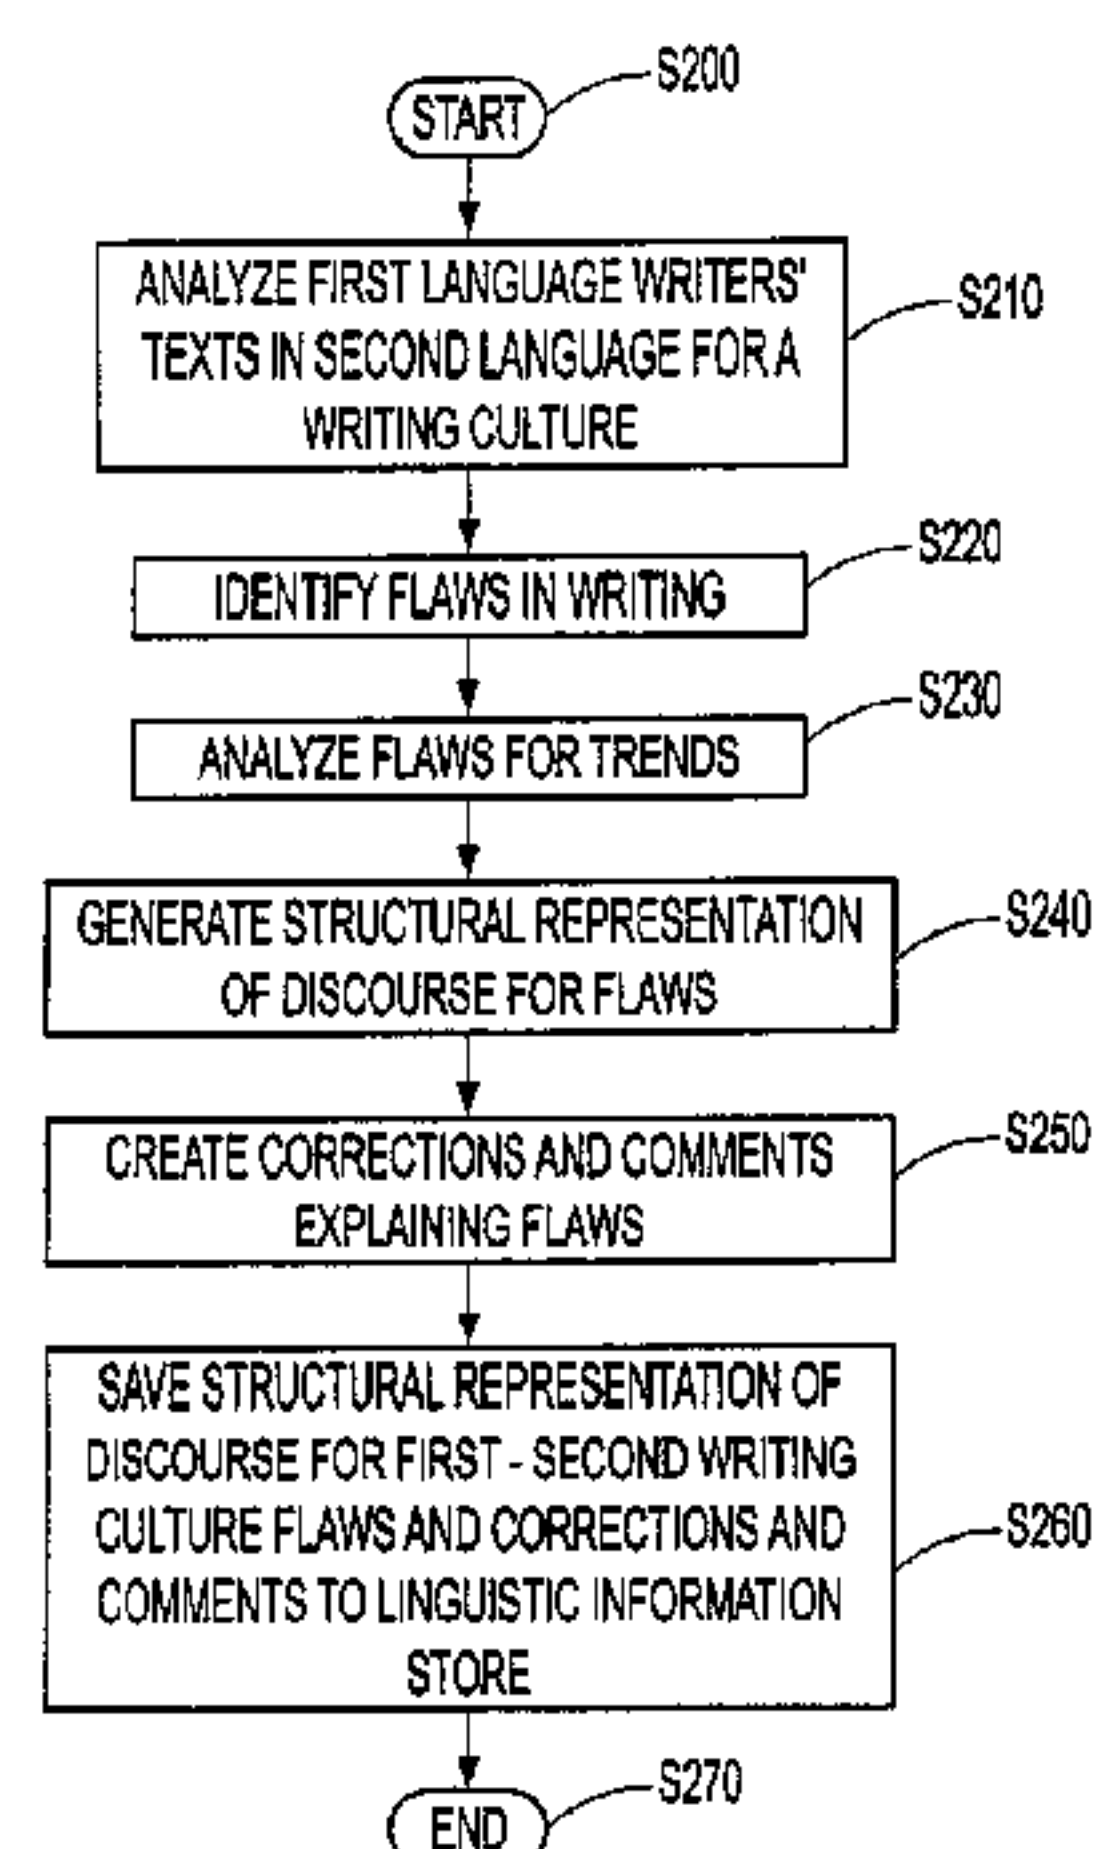 S200
START
ANALYZE FIRST LANGUAGE WRITERS'
TEXTS IN SECOND LANGUAGE FOR A
WRITING CULTURE
S210
IDENTIFY FLAWS IN WRITING
S220
ANALYZE FLAWS FOR TRENDS
S230
GENERATE STRUCTURAL REPRESENTATION
OF DISCOURSE FOR FLAWS
S240
CREATE CORRECTIONS AND COMMENTS
EXPLAINING FLAWS
S250
SAVE STRUCTURAL REPRESENTATION OF
DISCOURSE FOR FIRST - SECOND WRITING
CULTURE FLAWS AND CORRECTIONS AND
COMMENTS TO LINGUISTIC INFORMATION
STORE
S260
S270
END